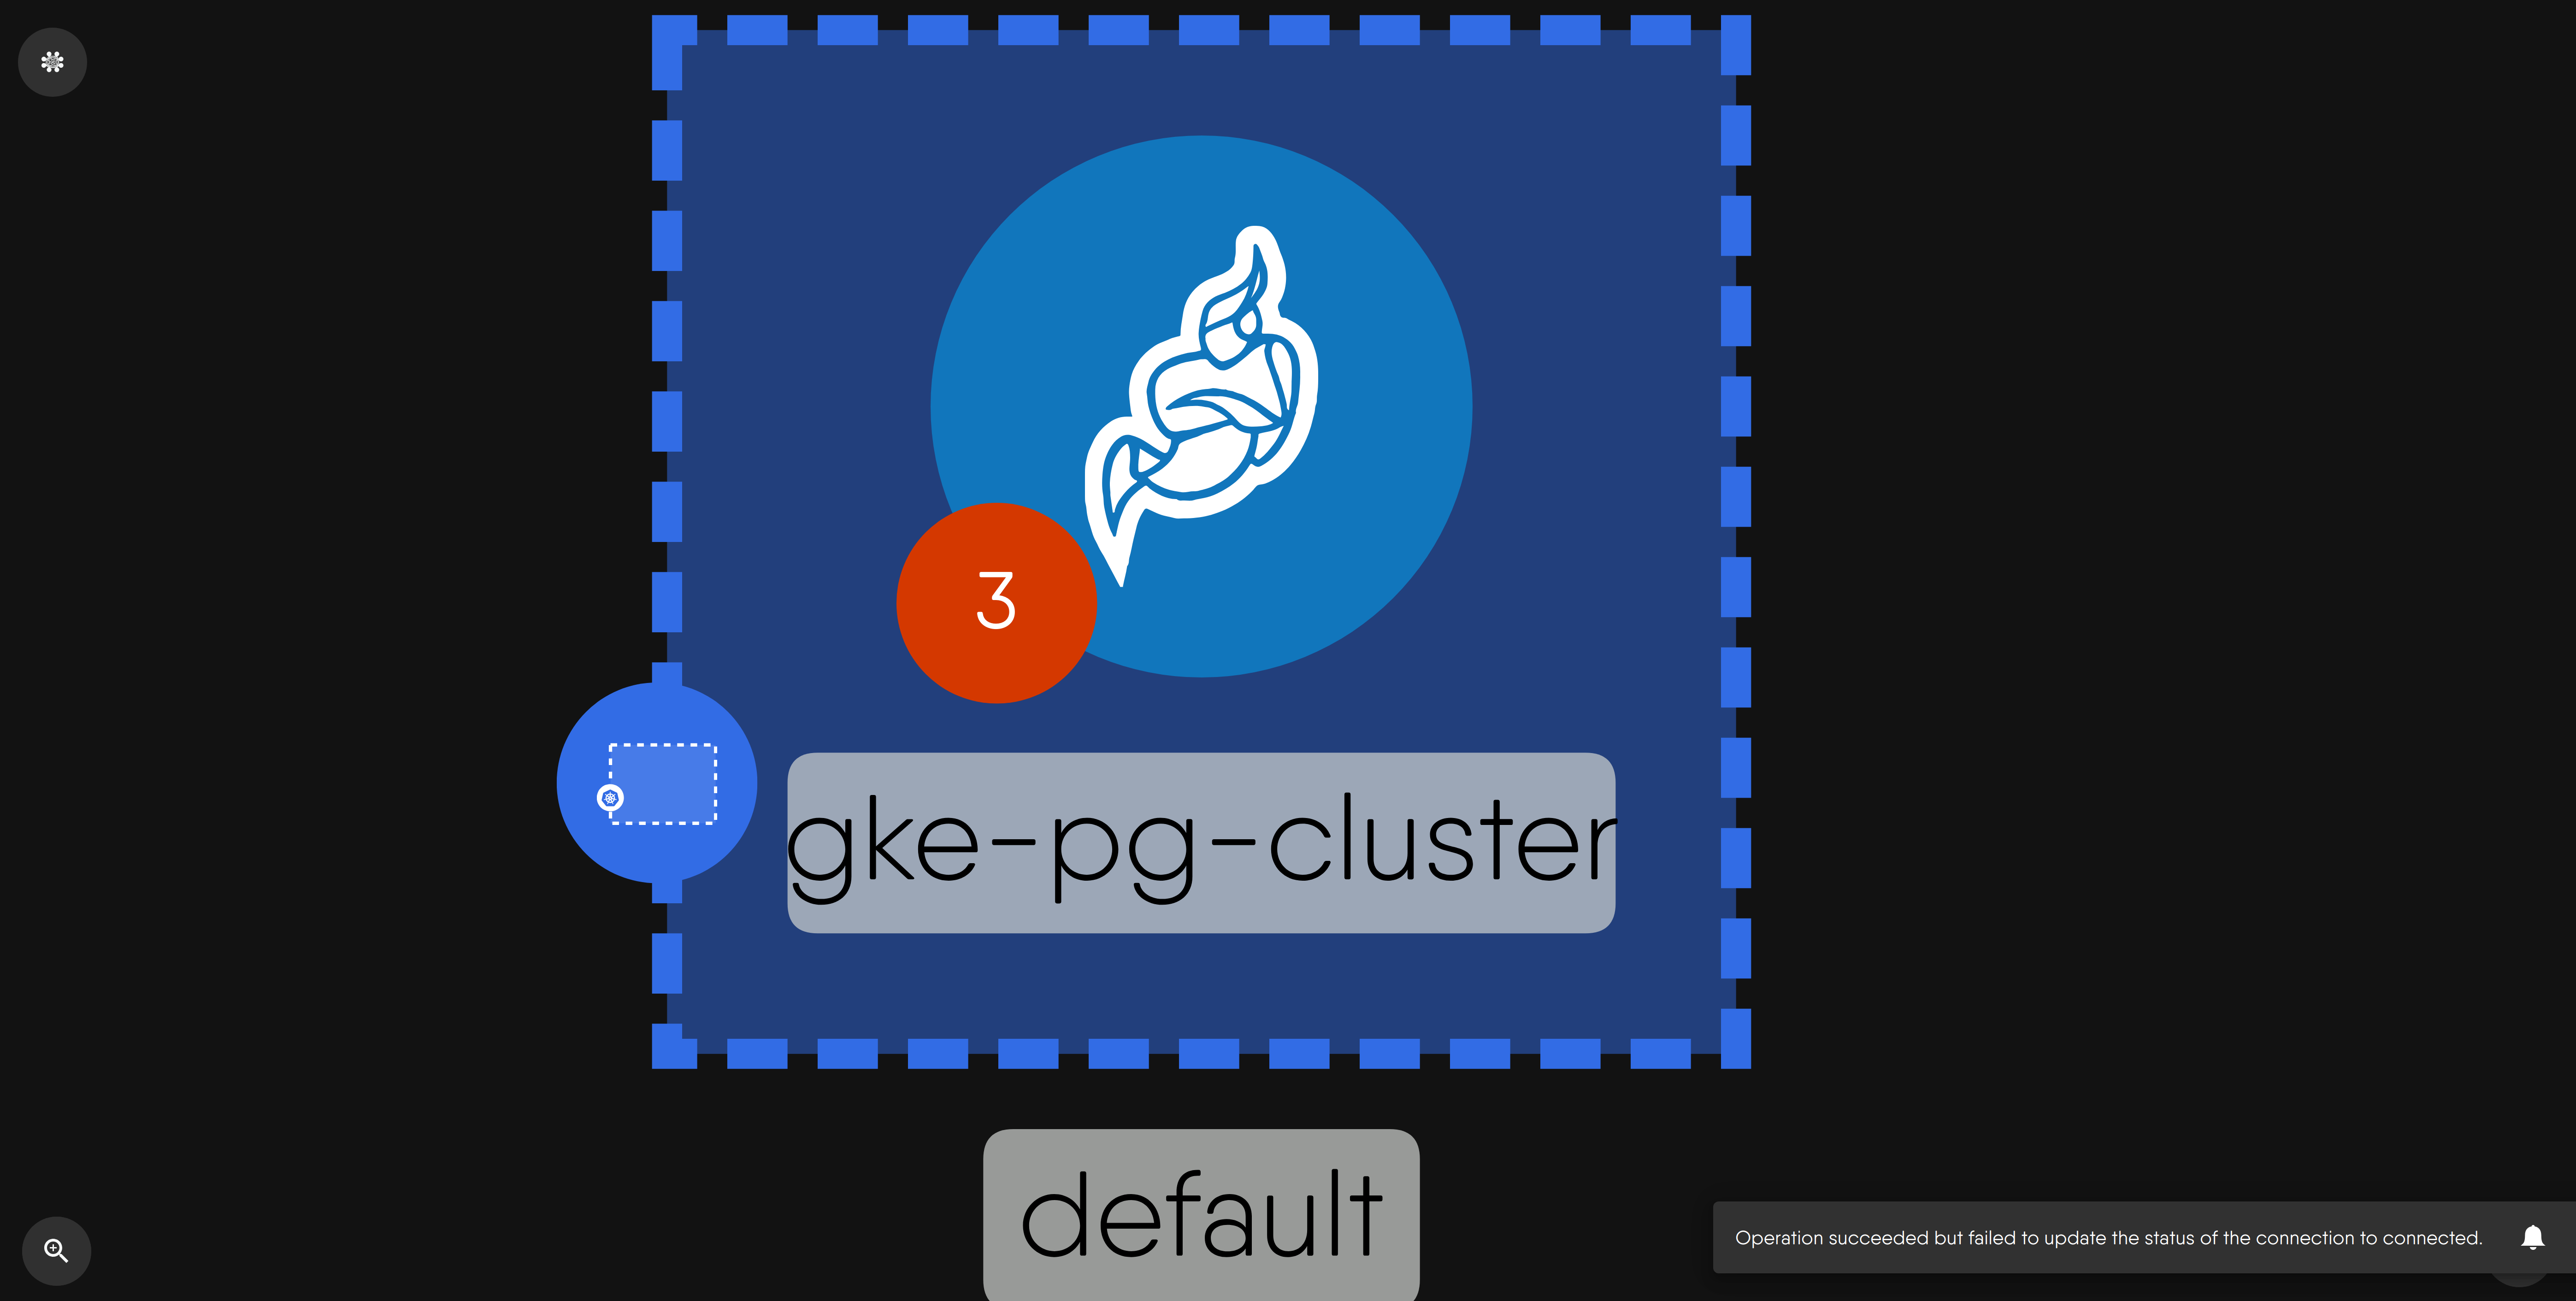 3
gke-pg-cluster
default
Operation succeeded but failed to update the status of the connection to connected.